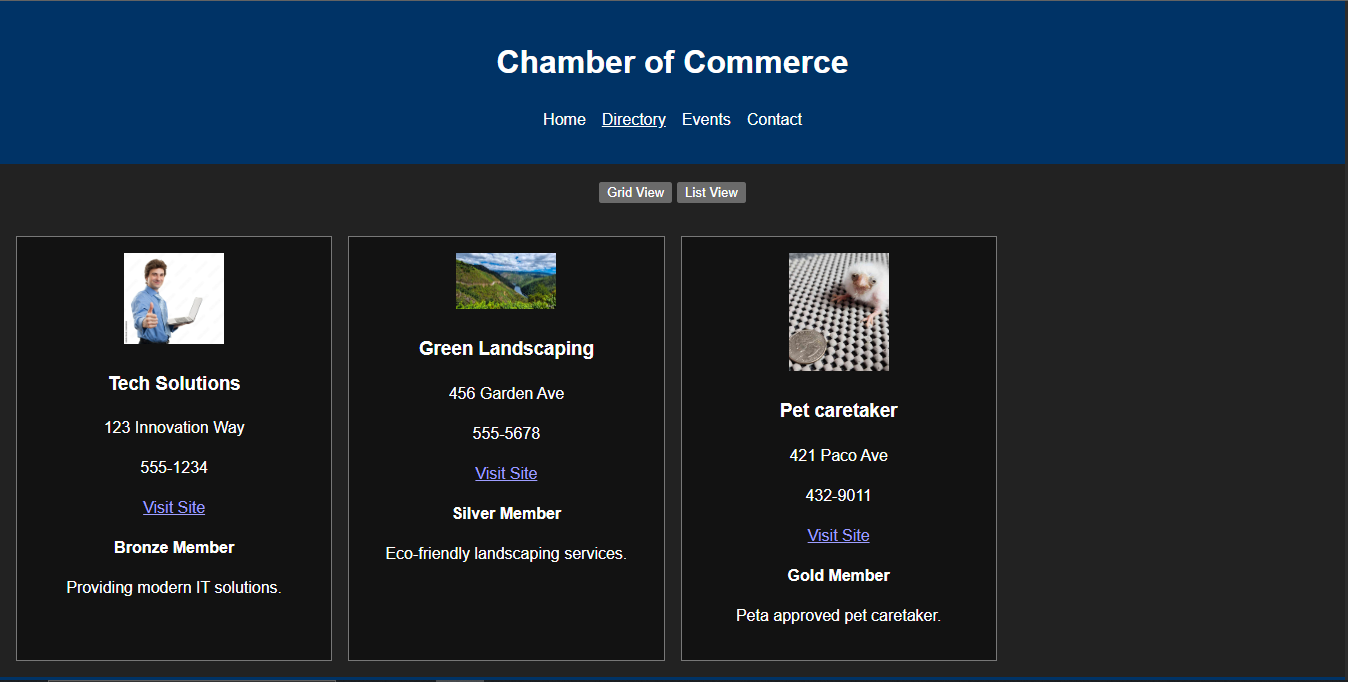 Chamber of Commerce
Home Directory Events Contact
Grid View List View
Tech Solutions
123 Innovation Way
555-1234
Visit Site
Bronze Member
Providing modern IT solutions.
Green Landscaping
456 Garden Ave
555-5678
Visit Site
Silver Member
Eco-friendly landscaping services.
Pet caretaker
421 Paco Ave
432-9011
Visit Site
Gold Member
Peta approved pet caretaker.